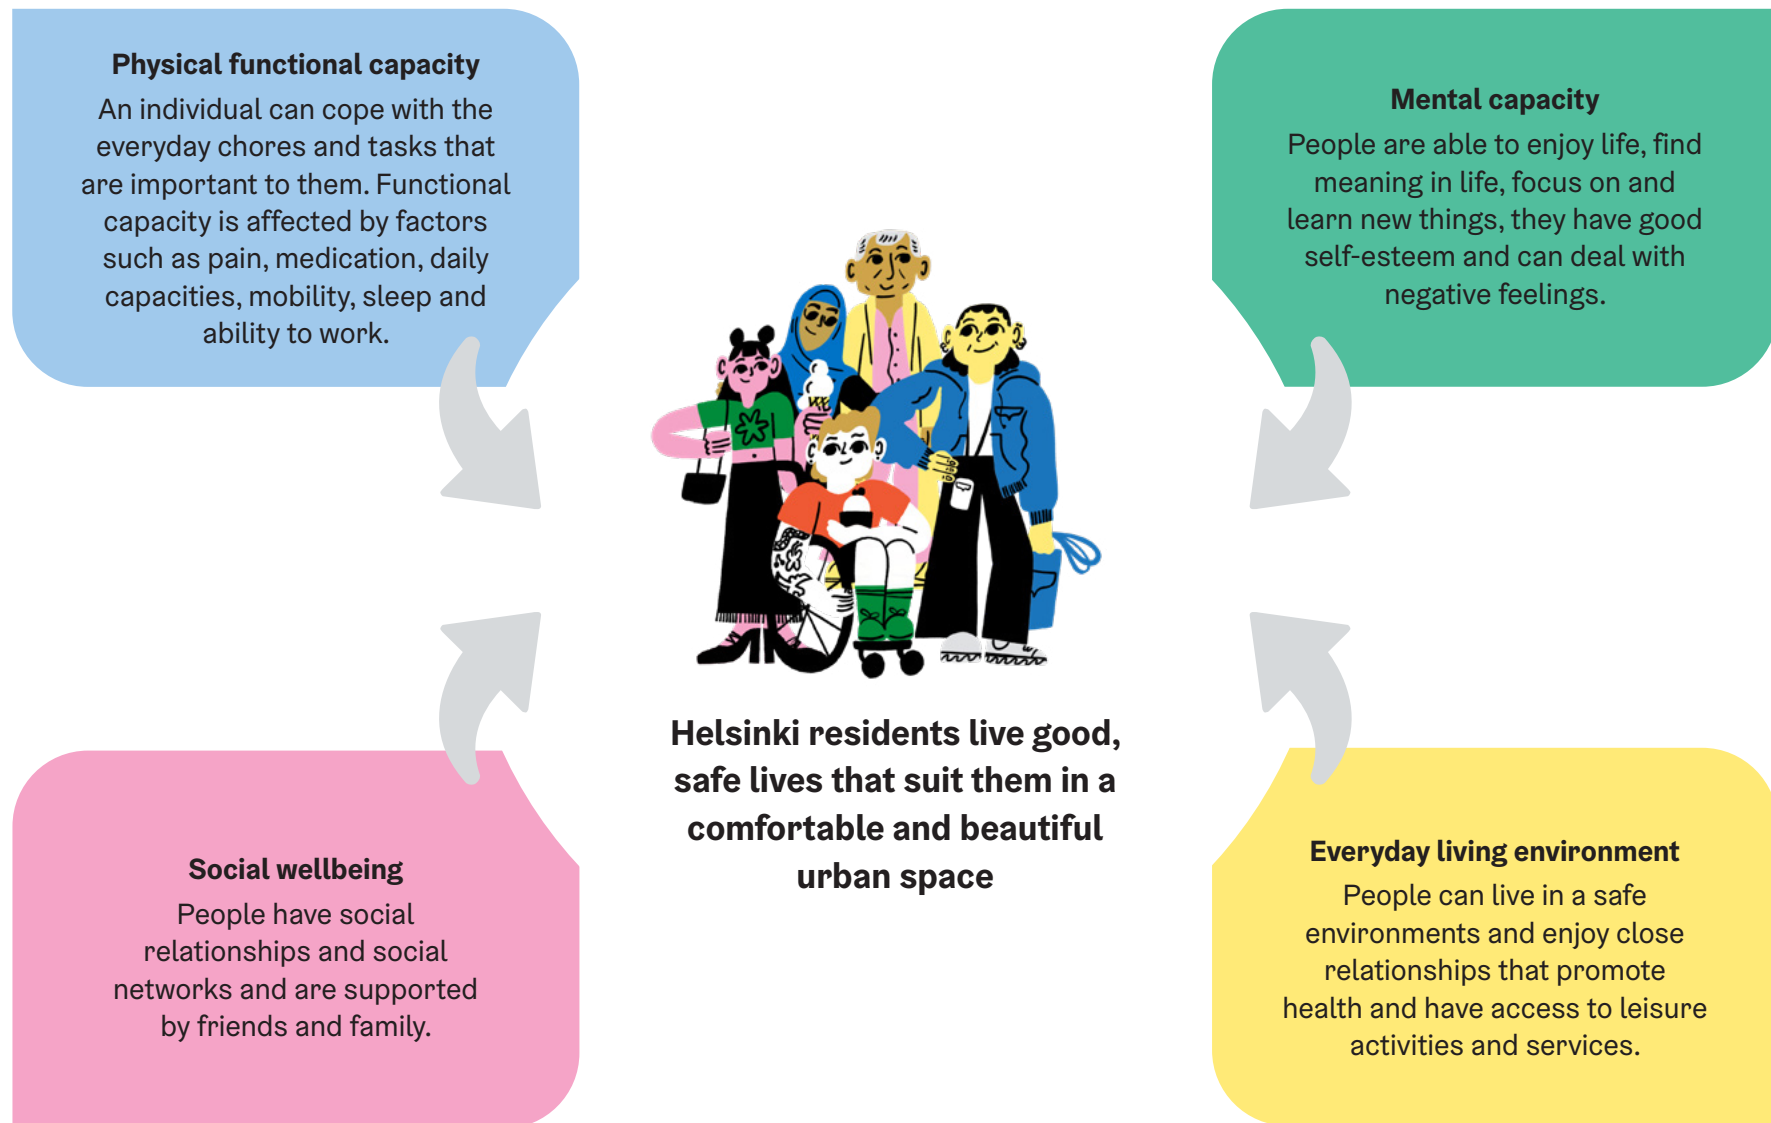 Physical functional capacity
An individual can cope with the
everyday chores and tasks that
are important to them. Functional
capacity is affected by factors
such as pain, medication, daily
capacities, mobility, sleep and
ability to work.
Mental capacity
People are able to enjoy life, find
meaning in life, focus on and
learn new things, they have good
self-esteem and can deal with
negative feelings.
Helsinki residents live good,
safe lives that suit them in a
comfortable and beautiful
urban space
Social wellbeing
People have social
relationships and social
networks and are supported
by friends and family.
Everyday living environment
People can live in a safe
environments and enjoy close
relationships that promote
health and have access to leisure
activities and services.